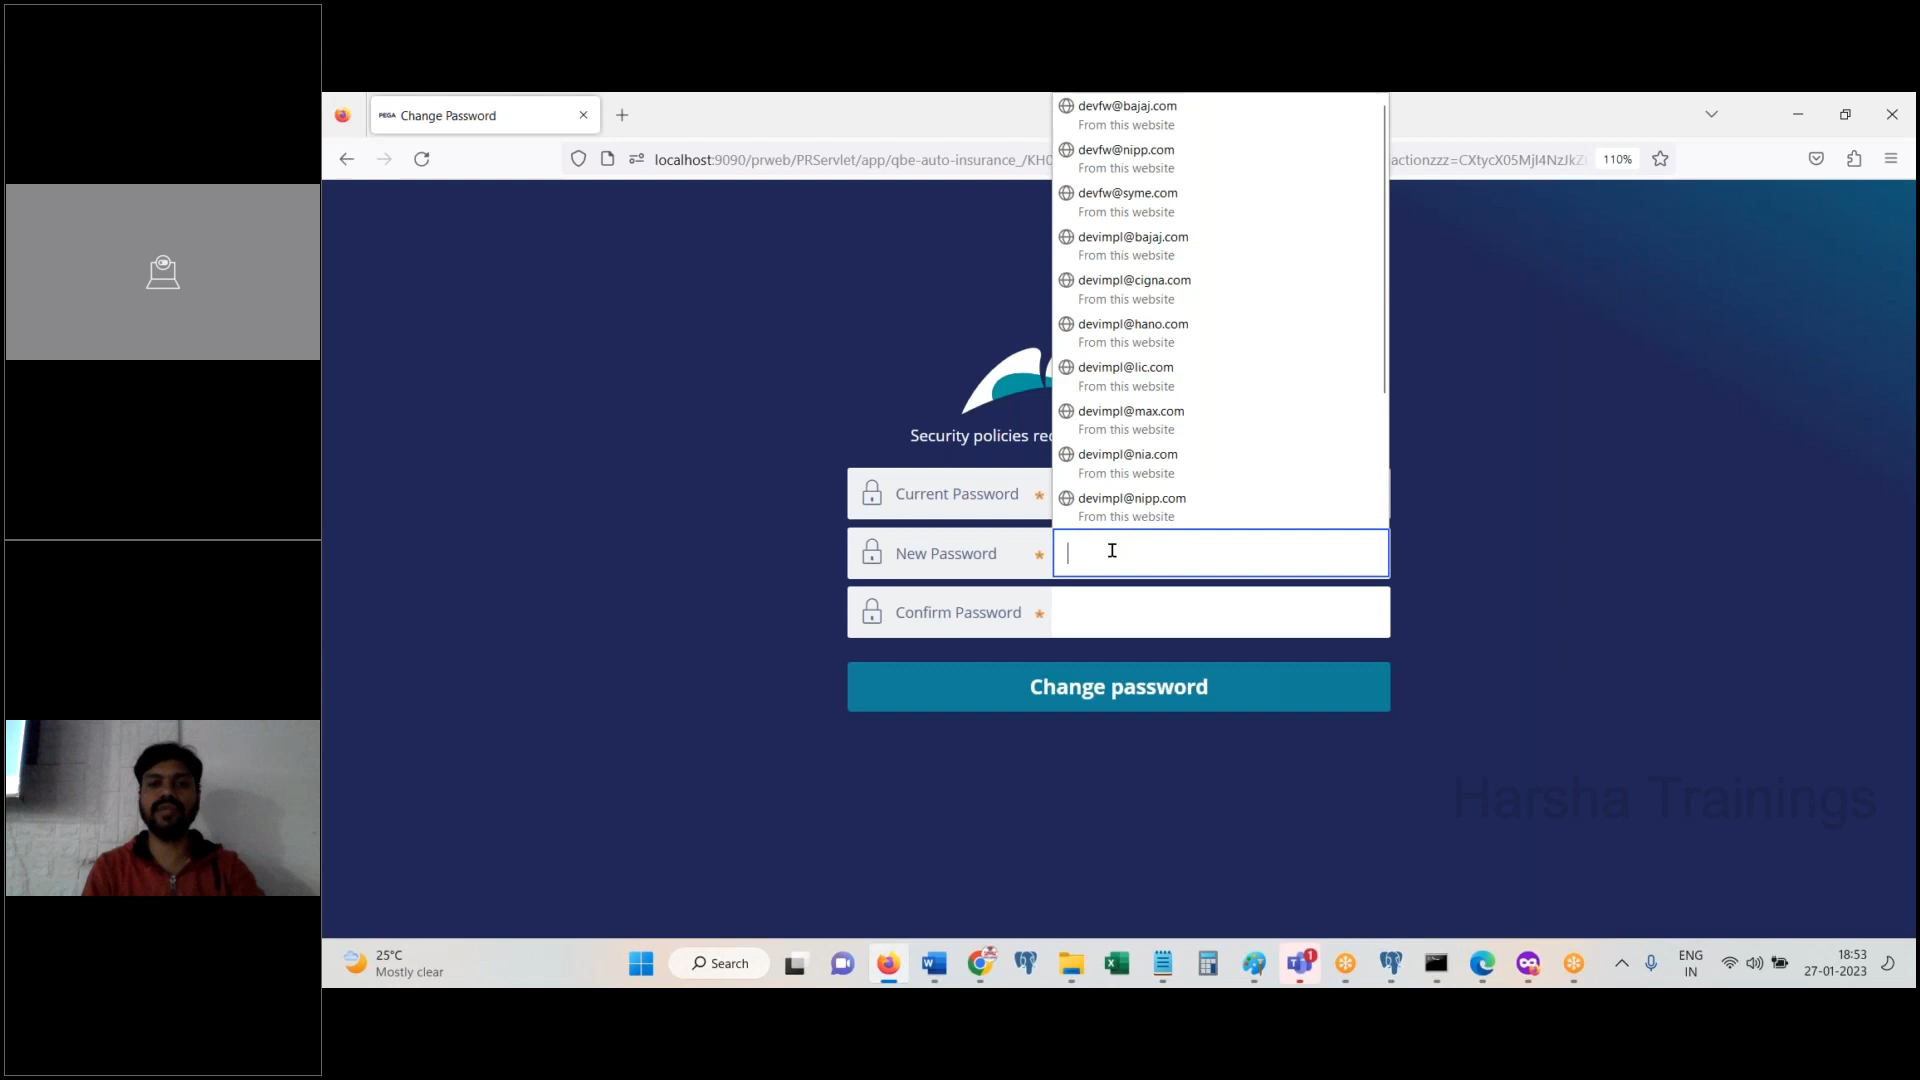 PEGA Change Password
localhost:9090/prweb/PRServlet/app/qbe-auto-insurance_/KH0
actionzzz=CXtycX05MjI4NzJkZ
110%
devfw@bajaj.com
From this website
devfw@nipp.com
From this website
devfw@syme.com
From this website
devimpl@bajaj.com
From this website
devimpl@cigna.com
From this website
devimpl@hano.com
From this website
devimpl@lic.com
From this website
devimpl@max.com
From this website
devimpl@nia.com
From this website
devimpl@nipp.com
From this website
Security policies rec
Current Password *
New Password *
Confirm Password *
Change password
Harsha Trainings
25°C
Mostly clear
Search
1
ENG
IN
18:53
27-01-2023